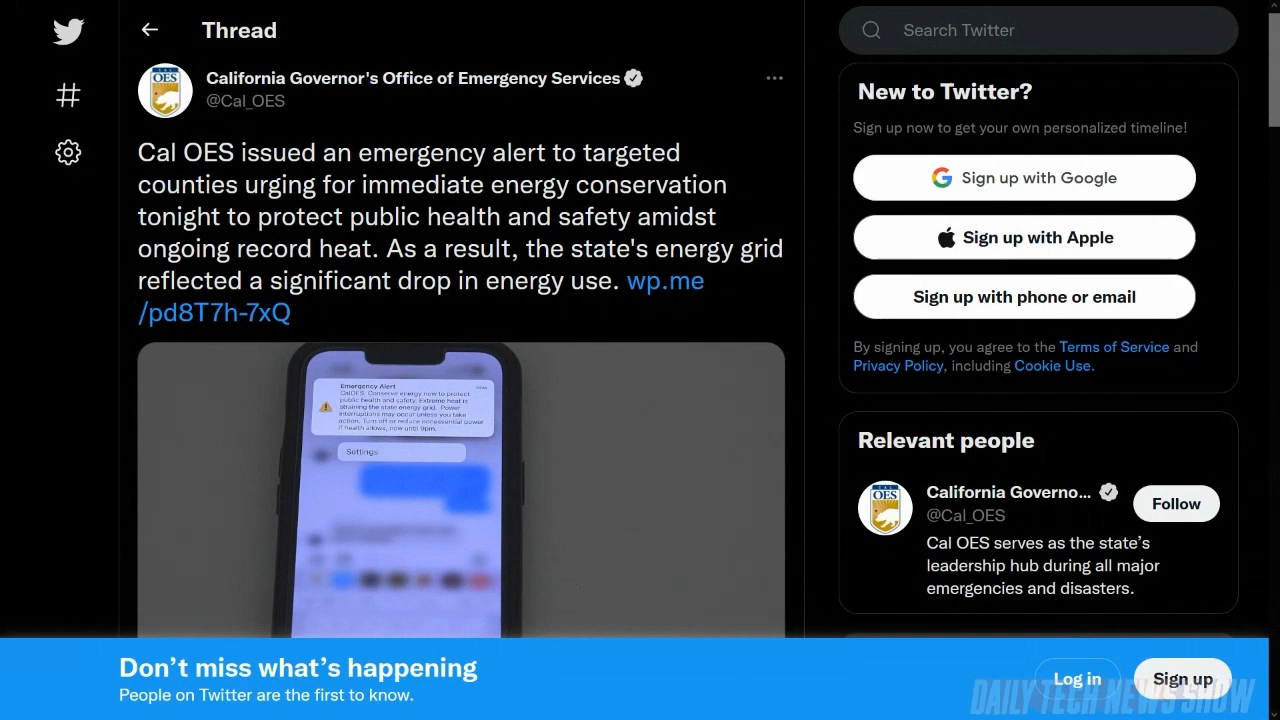 Thread
Search Twitter
California Governor's Office of Emergency Services
@Cal_OES
Cal OES issued an emergency alert to targeted
counties urging for immediate energy conservation
tonight to protect public health and safety amidst
ongoing record heat. As a result, the state's energy grid
reflected a significant drop in energy use. wp.me
/pd8T7h-7xQ
Emergency Alert
CalOES: Conserve energy now to protect
public health and safety. Extreme heat is
straining the state energy grid. Power
interruptions may occur unless you take
action. Turn off or reduce nonessential power
if health allows, now until 9pm.
Settings
New to Twitter?
Sign up now to get your own personalized timeline!
Sign up with Google
Sign up with Apple
Sign up with phone or email
By signing up, you agree to the Terms of Service and
Privacy Policy, including Cookie Use.
Relevant people
California Governo...
@Cal_OES
Follow
Cal OES serves as the state's
leadership hub during all major
emergencies and disasters.
Don't miss what's happening
People on Twitter are the first to know.
Log in
Sign up
DAILY TECH NEWS SHOW